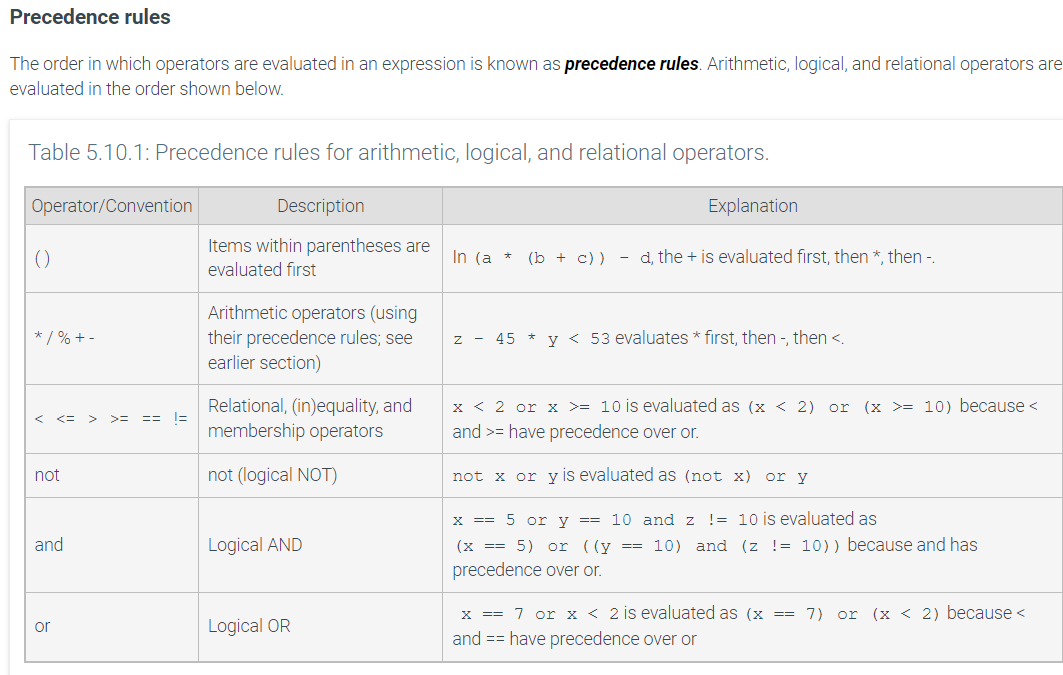 Precedence rules
The order in which operators are evaluated in an expression is known as precedence rules. Arithmetic, logical, and relational operators are
evaluated in the order shown below.
Table 5.10.1: Precedence rules for arithmetic, logical, and relational operators.
Operator/Convention Description Explanation
( ) Items within parentheses are evaluated first In (a * (b + c)) - d, the + is evaluated first, then *, then -.
* / % + - Arithmetic operators (using their precedence rules; see earlier section) z - 45 * y < 53 evaluates * first, then -, then <.
< <= > >= == != Relational, (in)equality, and membership operators x < 2 or x >= 10 is evaluated as (x < 2) or (x >= 10) because < and >= have precedence over or.
not not (logical NOT) not x or y is evaluated as (not x) or y
and Logical AND x == 5 or y == 10 and z != 10 is evaluated as (x == 5) or ((y == 10) and (z != 10)) because and has precedence over or.
or Logical OR x == 7 or x < 2 is evaluated as (x == 7) or (x < 2) because < and == have precedence over or